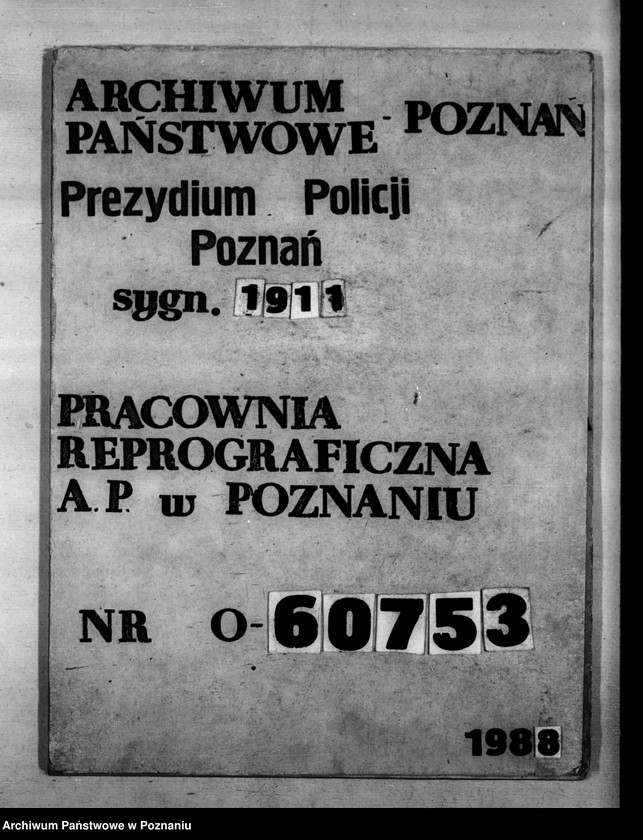 ARCHIWUM
PAŃSTWOWE - POZNAŃ
Prezydium Policji
Poznań
sygn. 1911
PRACOWNIA
REPROGRAFICZNA
A. P. w POZNANIU
NR O-60753
1988
Archiwum Państwowe w Poznaniu